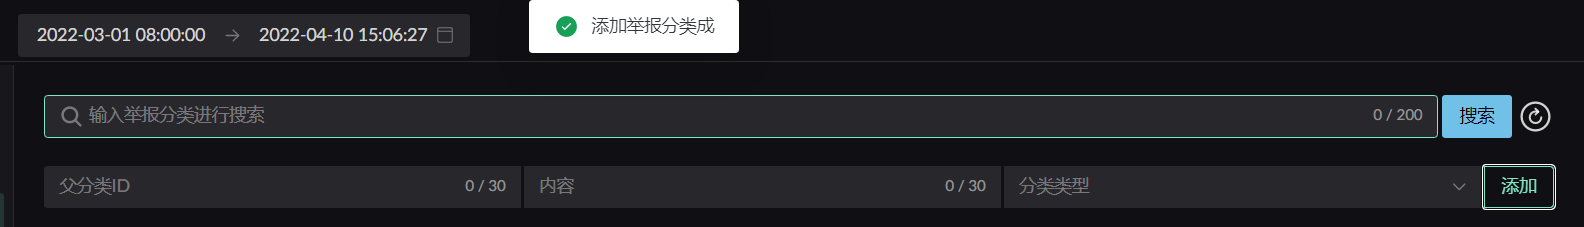 添加举报分类成
2022-03-01 08:00:00 → 2022-04-10 15:06:27
输入举报分类进行搜索 0 / 200 搜索
父分类ID 0 / 30 内容 0 / 30 分类类型 添加